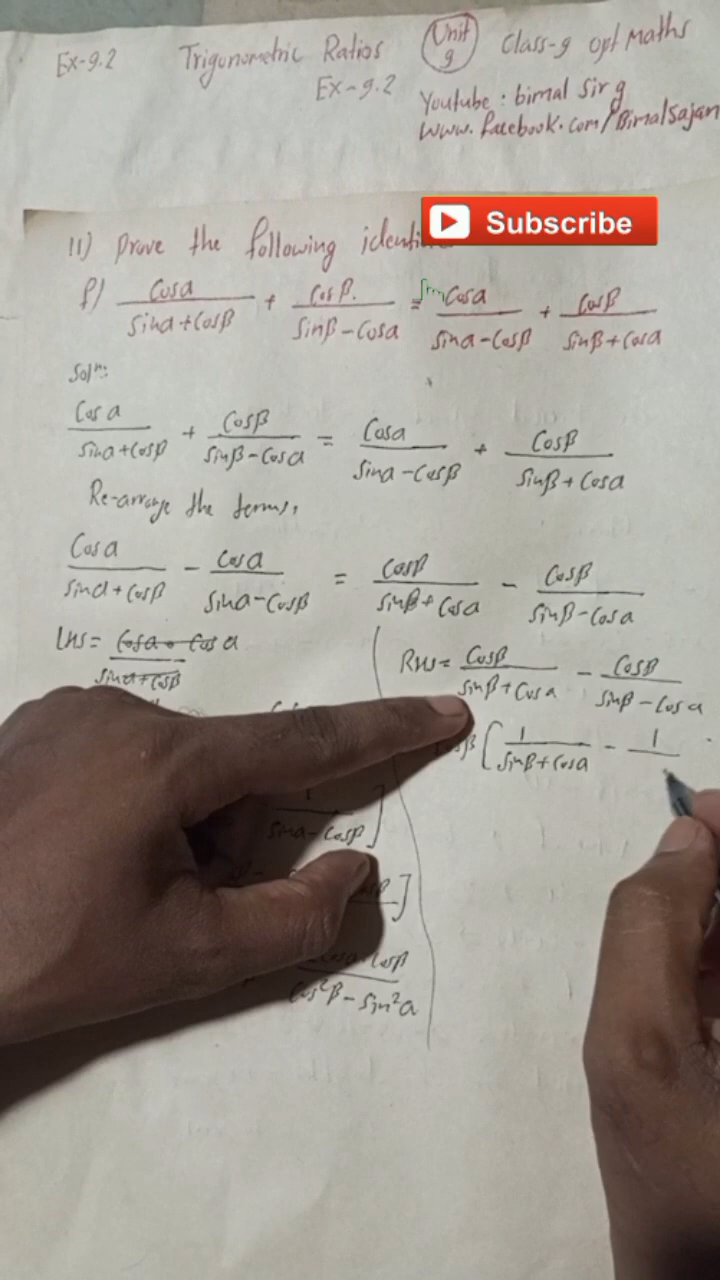 Ex-9.2 Trigonometric Ratios Unit 9 Class-9 opt Maths
Ex-9.2
Youtube : bimal Sir g
www.facebook.com/Bimalsajan
Subscribe
11) Prove the following identi
f) Cosα/(Sinα+Cosβ) + Cosβ/(Sinβ-Cosα) = Cosα/(Sinα-Cosβ) + Cosβ/(Sinβ+Cosα)
Solⁿ:
Cosα/(Sinα+Cosβ) + Cosβ/(Sinβ-Cosα) = Cosα/(Sinα-Cosβ) + Cosβ/(Sinβ+Cosα)
Re-arrange the terms,
Cosα/(Sinα+Cosβ) - Cosα/(Sinα-Cosβ) = Cosβ/(Sinβ+Cosα) - Cosβ/(Sinβ-Cosα)
LHS =
RHS = Cosβ/(Sinβ+Cosα) - Cosβ/(Sinβ-Cosα)
[1/(Sinβ+Cosα) - 1/
1/(Sinα-Cosβ)]
]
Cosβ/(Cos²β-Sin²α)